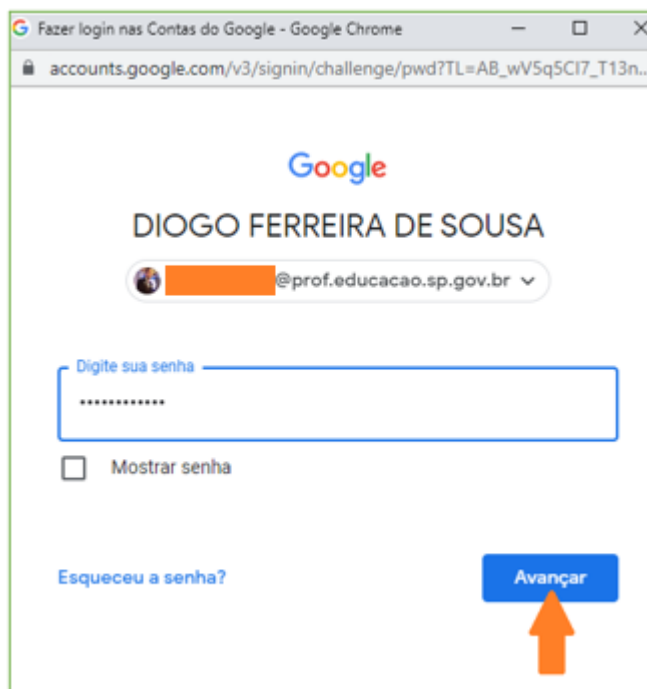 Fazer login nas Contas do Google - Google Chrome
accounts.google.com/v3/signin/challenge/pwd?TL=AB_wV5q5CI7_T13n...
Google
DIOGO FERREIRA DE SOUSA
@prof.educacao.sp.gov.br
Digite sua senha
••••••••••••
Mostrar senha
Esqueceu a senha?
Avançar